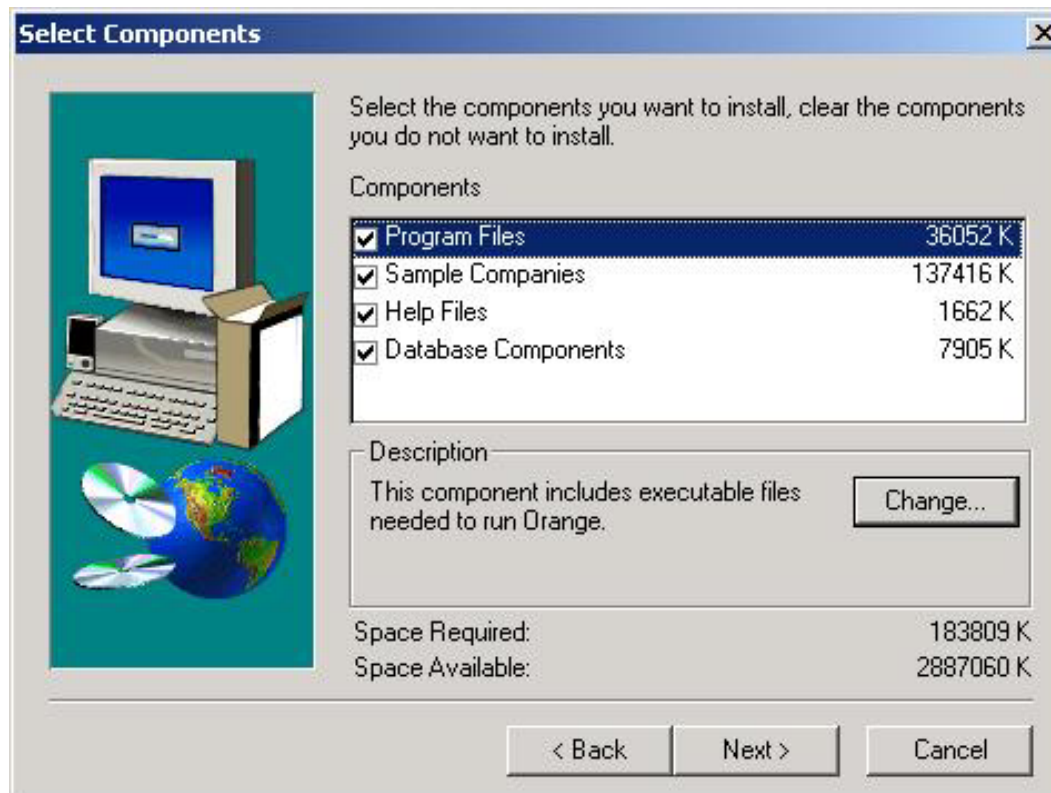 Select Components
Select the components you want to install, clear the components
you do not want to install.
Components
Program Files 36052 K
Sample Companies 137416 K
Help Files 1662 K
Database Components 7905 K
Description
This component includes executable files
needed to run Orange.
Change...
Space Required: 183809 K
Space Available: 2887060 K
< Back Next > Cancel